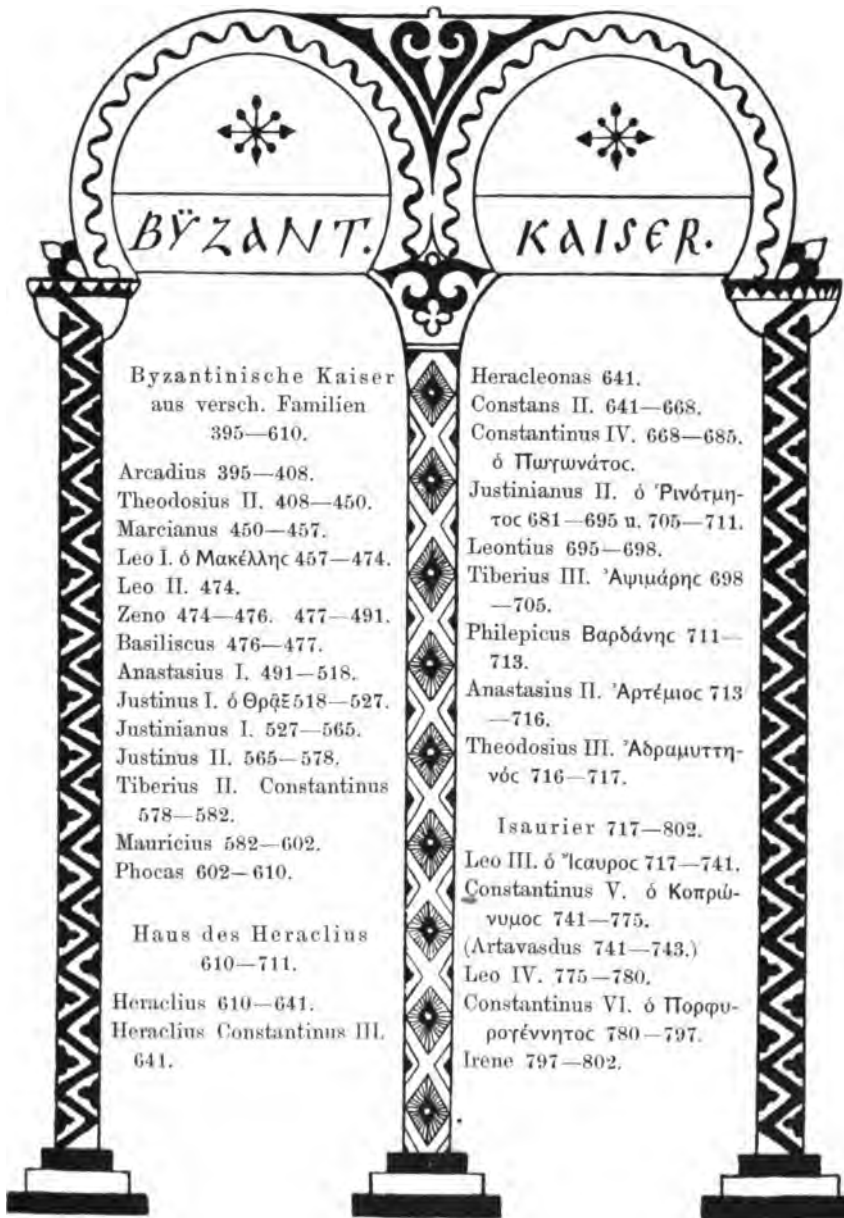 BŸZANT.
KAISER.
Byzantinische Kaiser
aus versch. Familien
395—610.
Arcadius 395—408.
Theodosius II. 408—450.
Marcianus 450—457.
Leo I. ὁ Μακέλληϲ 457—474.
Leo II. 474.
Zeno 474—476. 477—491.
Basiliscus 476—477.
Anastasius I. 491—518.
Justinus I. ὁ Θρᾷξ 518—527.
Justinianus I. 527—565.
Justinus II. 565—578.
Tiberius II. Constantinus
578—582.
Mauricius 582—602.
Phocas 602—610.
Haus des Heraclius
610—711.
Heraclius 610—641.
Heraclius Constantinus III.
641.
Heracleonas 641.
Constans II. 641—668.
Constantinus IV. 668—685.
ὁ Πωγωνάτοϲ.
Justinianus II. ὁ Ῥινότμη-
τοϲ 681—695 u. 705—711.
Leontius 695—698.
Tiberius III. Ἀψιμάρηϲ 698
—705.
Philepicus Βαρδάνηϲ 711—
713.
Anastasius II. Ἀρτέμιοϲ 713
—716.
Theodosius III. Ἀδραμυττη-
νόϲ 716—717.
Isaurier 717—802.
Leo III. ὁ Ἴϲαυροϲ 717—741.
Constantinus V. ὁ Κοπρώ-
νυμοϲ 741—775.
(Artavasdus 741—743.)
Leo IV. 775—780.
Constantinus VI. ὁ Πορφυ-
ρογέννητοϲ 780—797.
Irene 797—802.